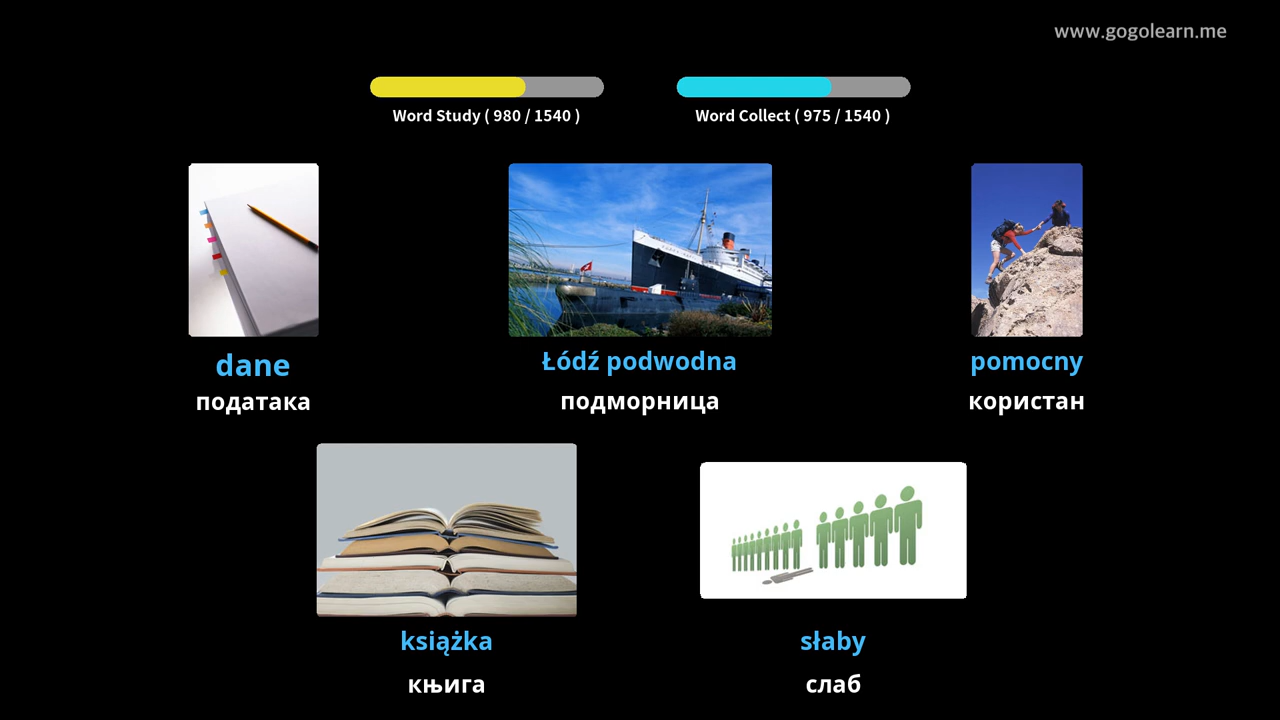 www.gogolearn.me
Word Study ( 980 / 1540 )
Word Collect ( 975 / 1540 )
dane
података
Łódź podwodna
подморница
pomocny
користан
książka
књига
słaby
слаб